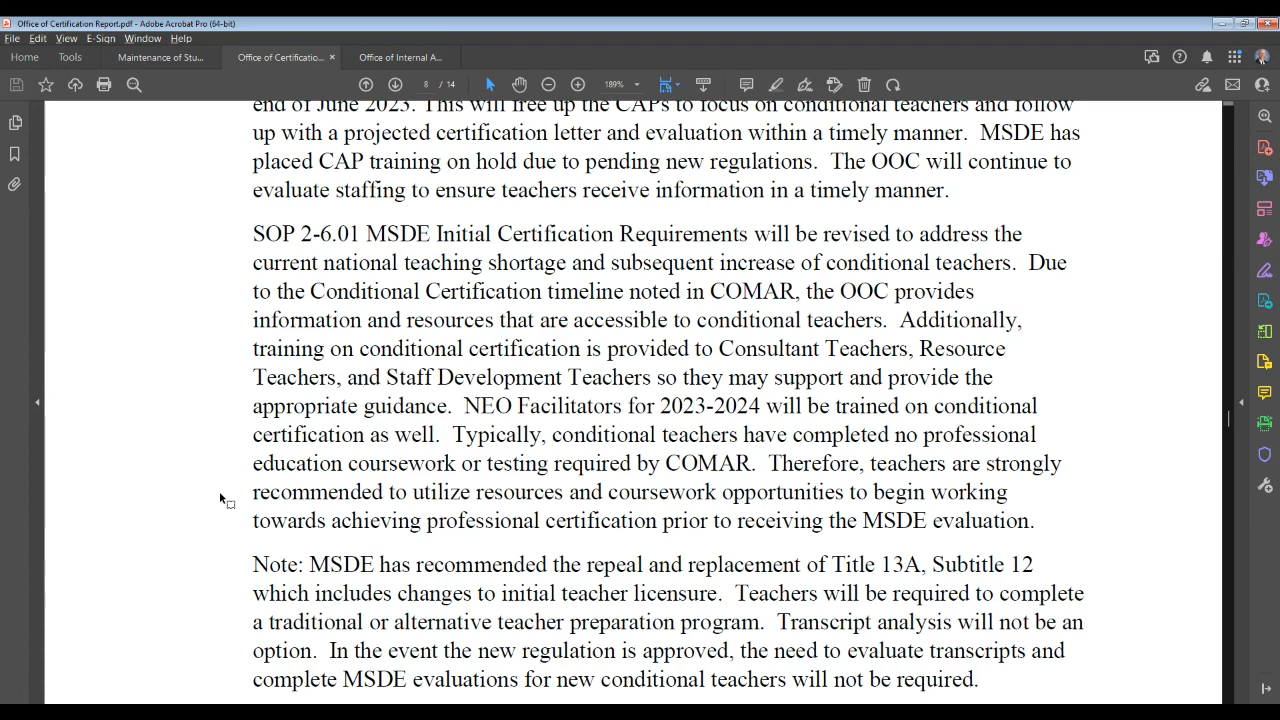 Office of Certification Report.pdf - Adobe Acrobat Pro (64-bit)
File Edit View E-Sign Window Help
Home Tools Maintenance of Stu... Office of Certificatio... × Office of Internal A...
8 / 14 189%
end of June 2023. This will free up the CAPs to focus on conditional teachers and follow
up with a projected certification letter and evaluation within a timely manner. MSDE has
placed CAP training on hold due to pending new regulations. The OOC will continue to
evaluate staffing to ensure teachers receive information in a timely manner.
SOP 2-6.01 MSDE Initial Certification Requirements will be revised to address the
current national teaching shortage and subsequent increase of conditional teachers. Due
to the Conditional Certification timeline noted in COMAR, the OOC provides
information and resources that are accessible to conditional teachers. Additionally,
training on conditional certification is provided to Consultant Teachers, Resource
Teachers, and Staff Development Teachers so they may support and provide the
appropriate guidance. NEO Facilitators for 2023-2024 will be trained on conditional
certification as well. Typically, conditional teachers have completed no professional
education coursework or testing required by COMAR. Therefore, teachers are strongly
recommended to utilize resources and coursework opportunities to begin working
towards achieving professional certification prior to receiving the MSDE evaluation.
Note: MSDE has recommended the repeal and replacement of Title 13A, Subtitle 12
which includes changes to initial teacher licensure. Teachers will be required to complete
a traditional or alternative teacher preparation program. Transcript analysis will not be an
option. In the event the new regulation is approved, the need to evaluate transcripts and
complete MSDE evaluations for new conditional teachers will not be required.